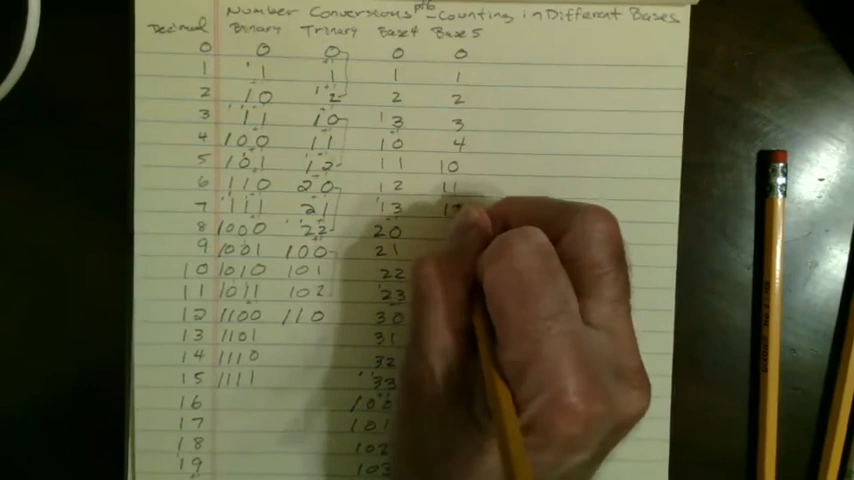 Number Conversions pt6 - Counting in Different Bases
Decimal Binary Trinary Base4 Base 5
0 0 0 0 0
1 1 1 1 1
2 10 2 2 2
3 11 10 3 3
4 100 11 10 4
5 101 12 11 10
6 110 20 12 11
7 111 21 13
8 1000 22 20
9 1001 100 21
10 1010 101 22
11 1011 102 23
12 1100 110 30
13 1101 31
14 1110 32
15 1111 33
16 100
17 101
18 102
19 103